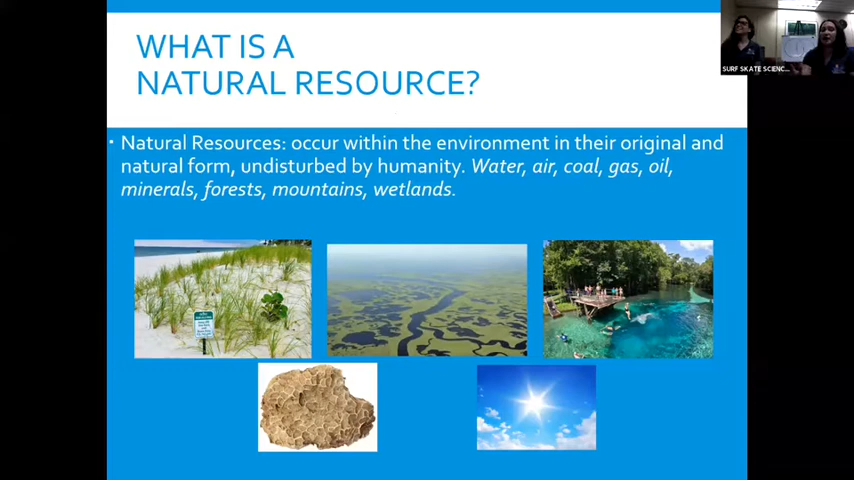 WHAT IS A
NATURAL RESOURCE?
SURF SKATE SCIENC...
• Natural Resources: occur within the environment in their original and
natural form, undisturbed by humanity. Water, air, coal, gas, oil,
minerals, forests, mountains, wetlands.